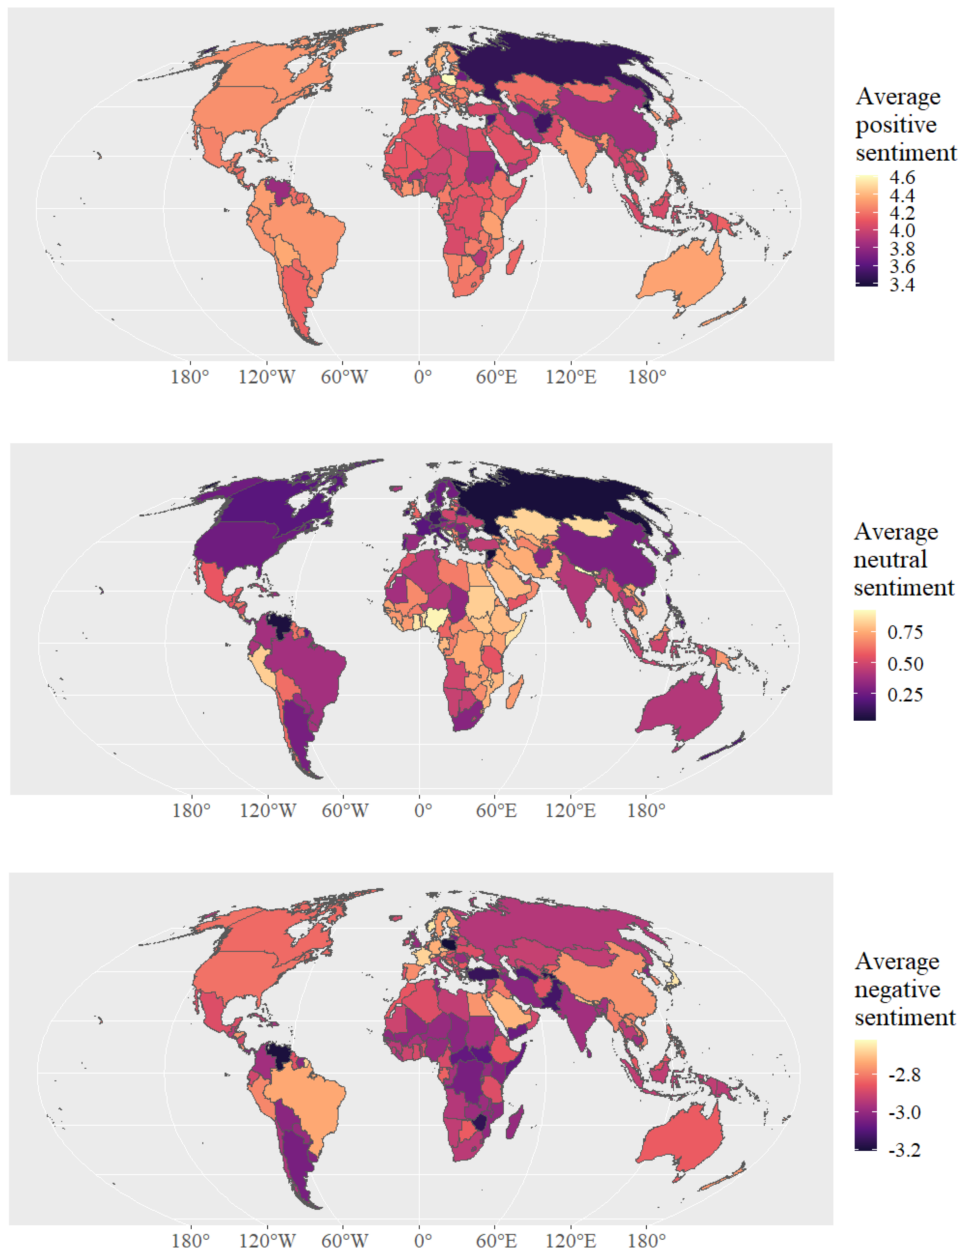 Average
positive
sentiment
4.6
4.4
4.2
4.0
3.8
3.6
3.4
180° 120°W 60°W 0° 60°E 120°E 180°
Average
neutral
sentiment
0.75
0.50
0.25
180° 120°W 60°W 0° 60°E 120°E 180°
Average
negative
sentiment
-2.8
-3.0
-3.2
180° 120°W 60°W 0° 60°E 120°E 180°